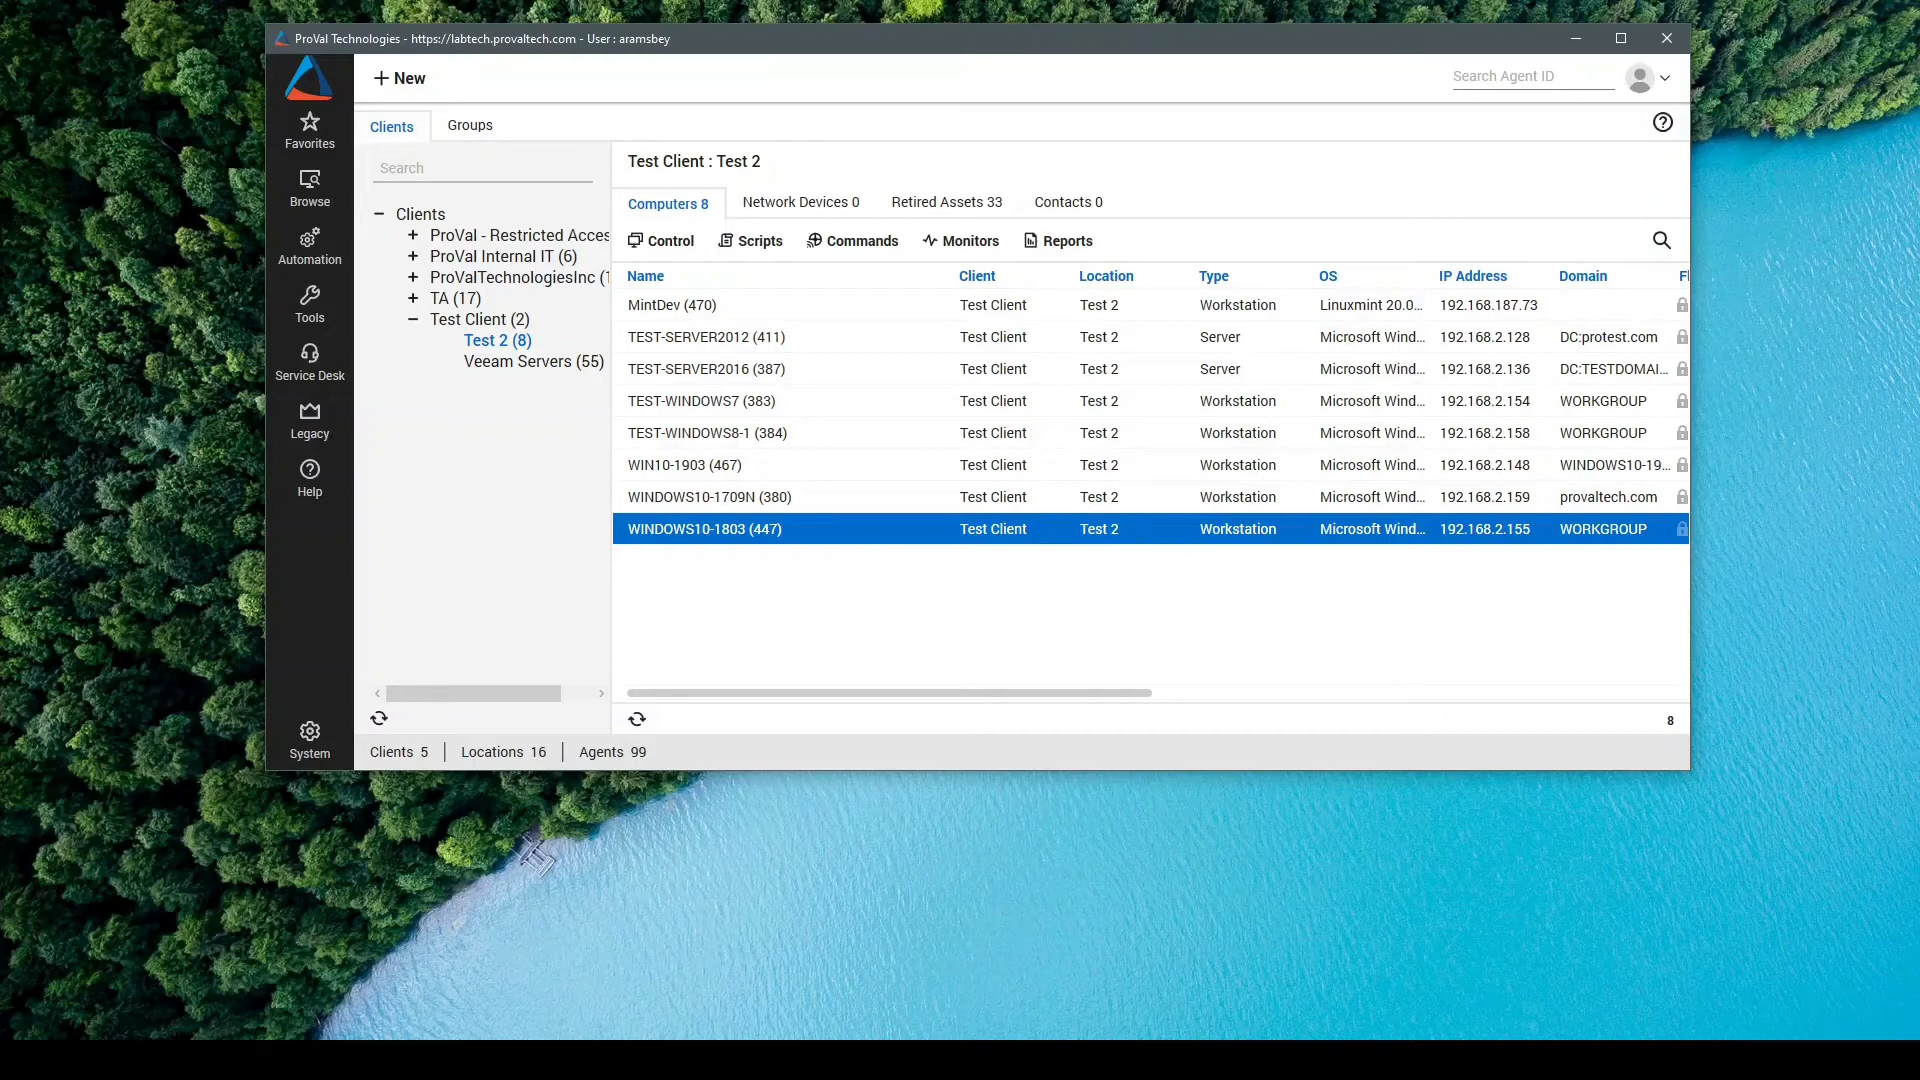 ProVal Technologies - https://labtech.provaltech.com - User : aramsbey
New
Search Agent ID
Favorites
Browse
Automation
Tools
Service Desk
Legacy
Help
System
Clients Groups
Search
Clients
ProVal - Restricted Acces
ProVal Internal IT (6)
ProValTechnologiesInc (1
TA (17)
Test Client (2)
Test 2 (8)
Veeam Servers (55)
Test Client : Test 2
Computers 8 Network Devices 0 Retired Assets 33 Contacts 0
Control Scripts Commands Monitors Reports
Name Client Location Type OS IP Address Domain Fl
MintDev (470) Test Client Test 2 Workstation Linuxmint 20.0... 192.168.187.73
TEST-SERVER2012 (411) Test Client Test 2 Server Microsoft Wind... 192.168.2.128 DC:protest.com
TEST-SERVER2016 (387) Test Client Test 2 Server Microsoft Wind... 192.168.2.136 DC:TESTDOMAI...
TEST-WINDOWS7 (383) Test Client Test 2 Workstation Microsoft Wind... 192.168.2.154 WORKGROUP
TEST-WINDOWS8-1 (384) Test Client Test 2 Workstation Microsoft Wind... 192.168.2.158 WORKGROUP
WIN10-1903 (467) Test Client Test 2 Workstation Microsoft Wind... 192.168.2.148 WINDOWS10-19...
WINDOWS10-1709N (380) Test Client Test 2 Workstation Microsoft Wind... 192.168.2.159 provaltech.com
WINDOWS10-1803 (447) Test Client Test 2 Workstation Microsoft Wind... 192.168.2.155 WORKGROUP
8
Clients 5 Locations 16 Agents 99